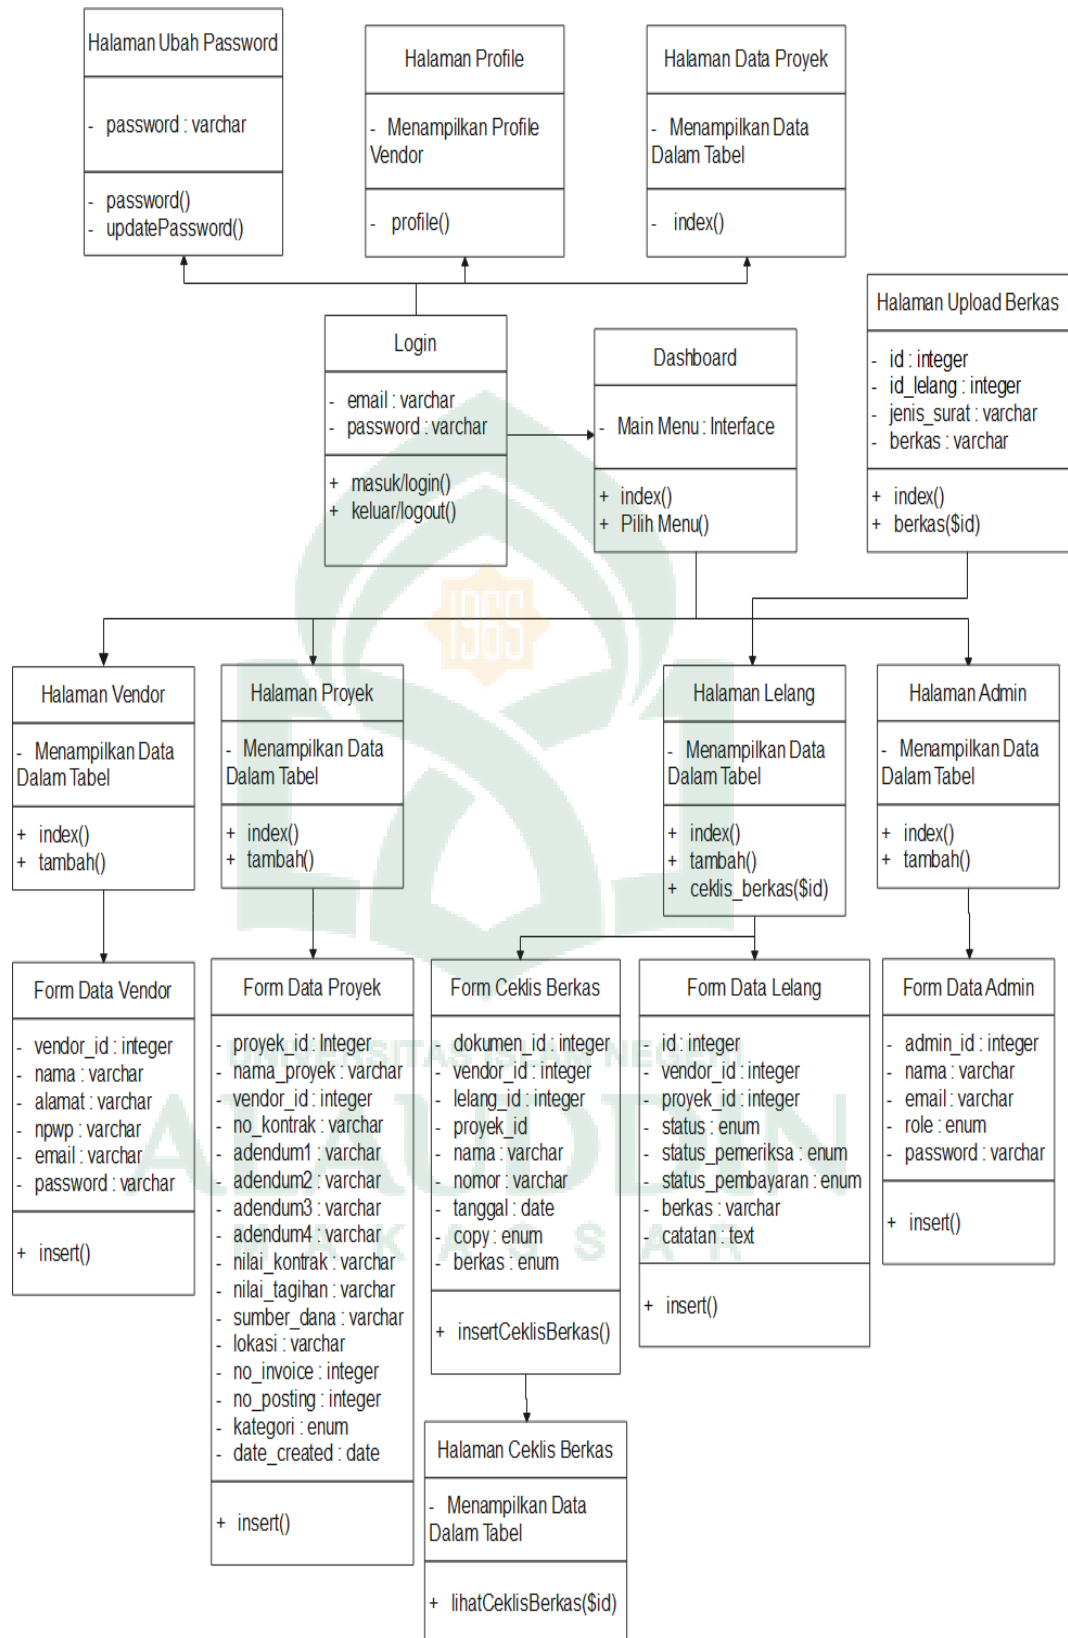 Halaman Ubah Password
- password : varchar
- password()
- updatePassword()
Halaman Profile
- Menampilkan Profile
Vendor
- profile()
Halaman Data Proyek
- Menampilkan Data
Dalam Tabel
- index()
Login
- email : varchar
- password : varchar
+ masuk/login()
+ keluar/logout()
Dashboard
- Main Menu : Interface
+ index()
+ Pilih Menu()
Halaman Upload Berkas
- id : integer
- id_lelang : integer
- jenis_surat : varchar
- berkas : varchar
+ index()
+ berkas($id)
1965
Halaman Vendor
- Menampilkan Data
Dalam Tabel
+ index()
+ tambah()
Halaman Proyek
- Menampilkan Data
Dalam Tabel
+ index()
+ tambah()
Halaman Lelang
- Menampilkan Data
Dalam Tabel
+ index()
+ tambah()
+ ceklis_berkas($id)
Halaman Admin
- Menampilkan Data
Dalam Tabel
+ index()
+ tambah()
Form Data Vendor
- vendor_id : integer
- nama : varchar
- alamat : varchar
- npwp : varchar
- email : varchar
- password : varchar
+ insert()
Form Data Proyek
- proyek_id : Integer
- nama_proyek : varchar
- vendor_id : integer
- no_kontrak : varchar
- adendum1 : varchar
- adendum2 : varchar
- adendum3 : varchar
- adendum4 : varchar
- nilai_kontrak : varchar
- nilai_tagihan : varchar
- sumber_dana : varchar
- lokasi : varchar
- no_invoice : integer
- no_posting : integer
- kategori : enum
- date_created : date
+ insert()
Form Ceklis Berkas
- dokumen_id : integer
- vendor_id : integer
- lelang_id : integer
- proyek_id
- nama : varchar
- nomor : varchar
- tanggal : date
- copy : enum
- berkas : enum
+ insertCeklisBerkas()
Form Data Lelang
- id : integer
- vendor_id : integer
- proyek_id : integer
- status : enum
- status_pemeriksa : enum
- status_pembayaran : enum
- berkas : varchar
- catatan : text
+ insert()
Form Data Admin
- admin_id : integer
- nama : varchar
- email : varchar
- role : enum
- password : varchar
+ insert()
UNIVERSITAS ISLAM NEGERI
ALAUDDIN
MAKASSAR
Halaman Ceklis Berkas
- Menampilkan Data
Dalam Tabel
+ lihatCeklisBerkas($id)